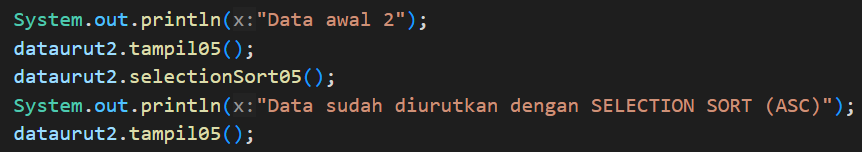 System.out.println(x:"Data awal 2");
dataurut2.tampil05();
dataurut2.selectionSort05();
System.out.println(x:"Data sudah diurutkan dengan SELECTION SORT (ASC)");
dataurut2.tampil05();